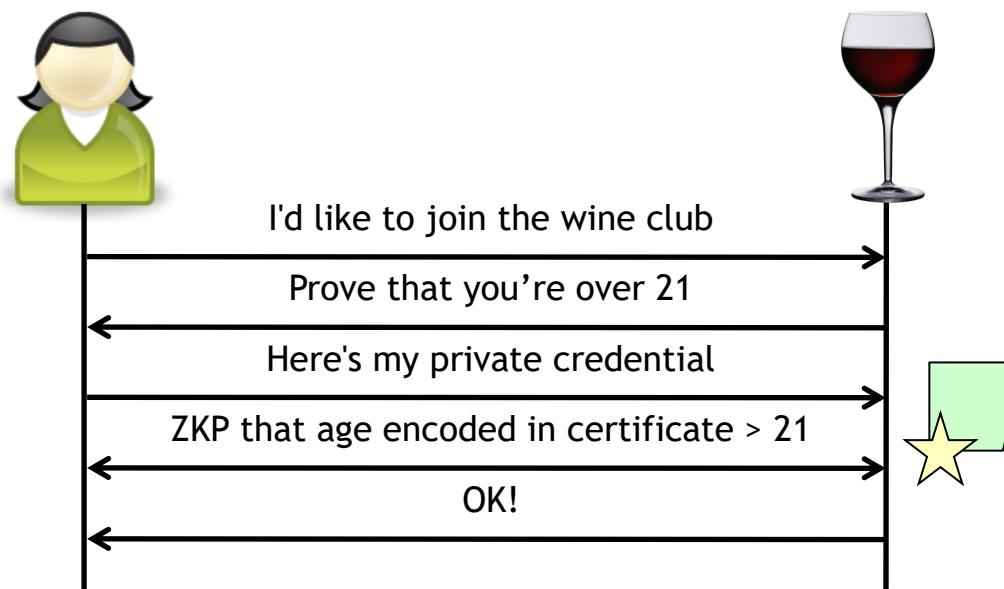 I'd like to join the wine club
Prove that you’re over 21
Here's my private credential
ZKP that age encoded in certificate > 21
OK!